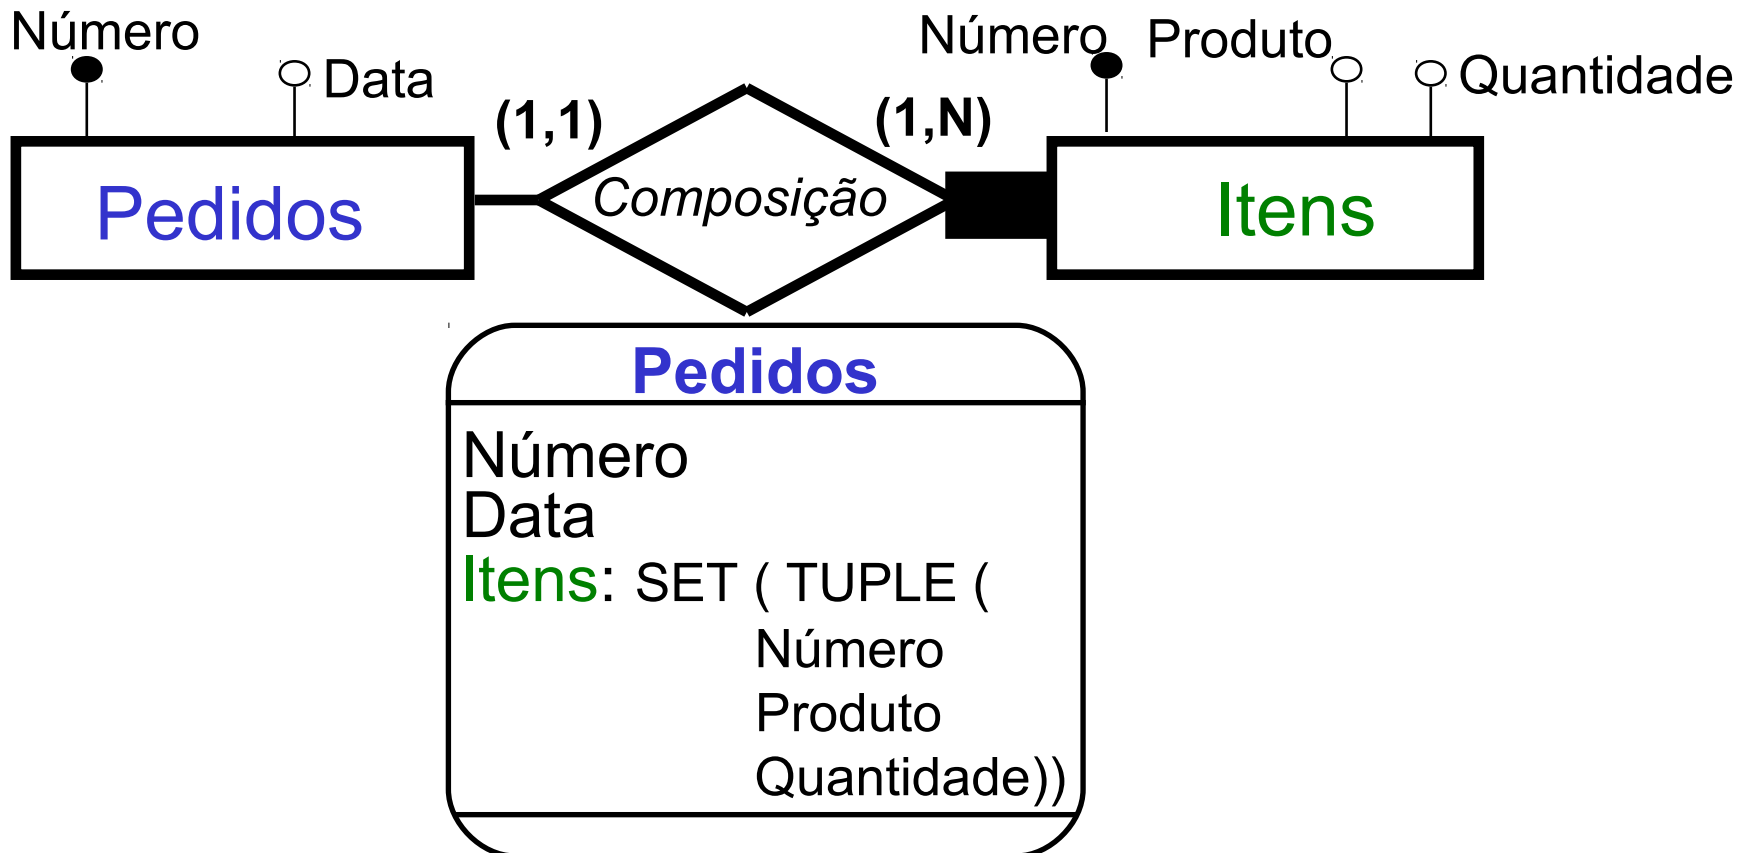 Número
Data
(1,1)
Composição
(1,N)
Número
Produto
Quantidade
Pedidos
Itens
Pedidos
Número
Data
Itens: SET ( TUPLE (
Número
Produto
Quantidade))